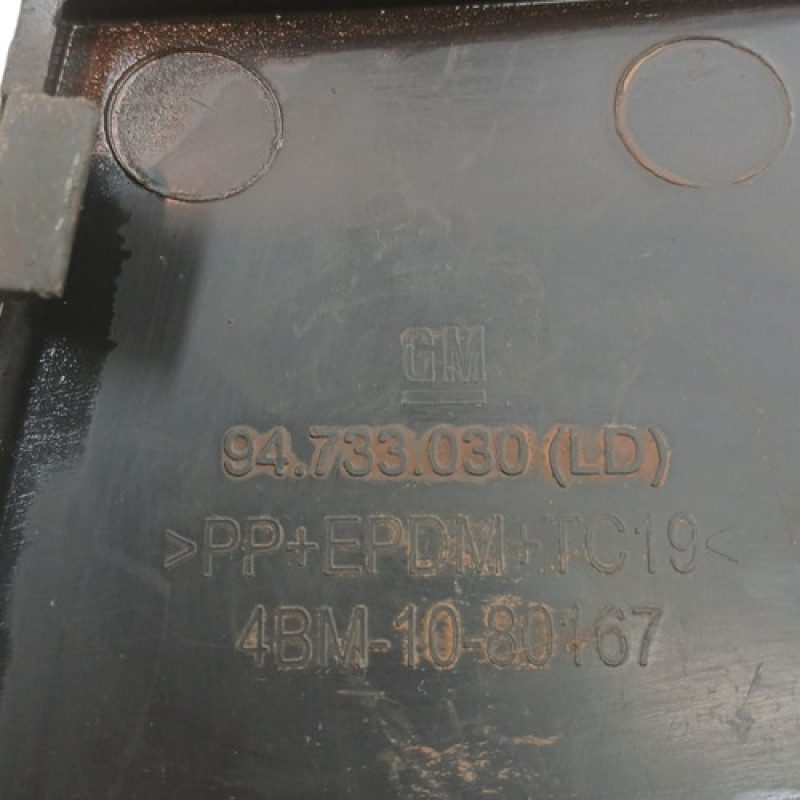 GM
94.733.030 (LD)
>PP+EPDM+TC19<
4BM-10-80167